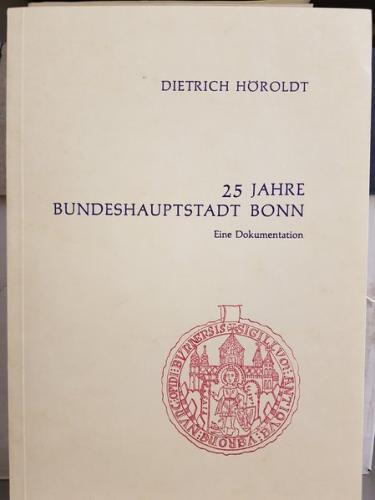 DIETRICH HÖROLDT
25 JAHRE
BUNDESHAUPTSTADT BONN
Eine Dokumentation